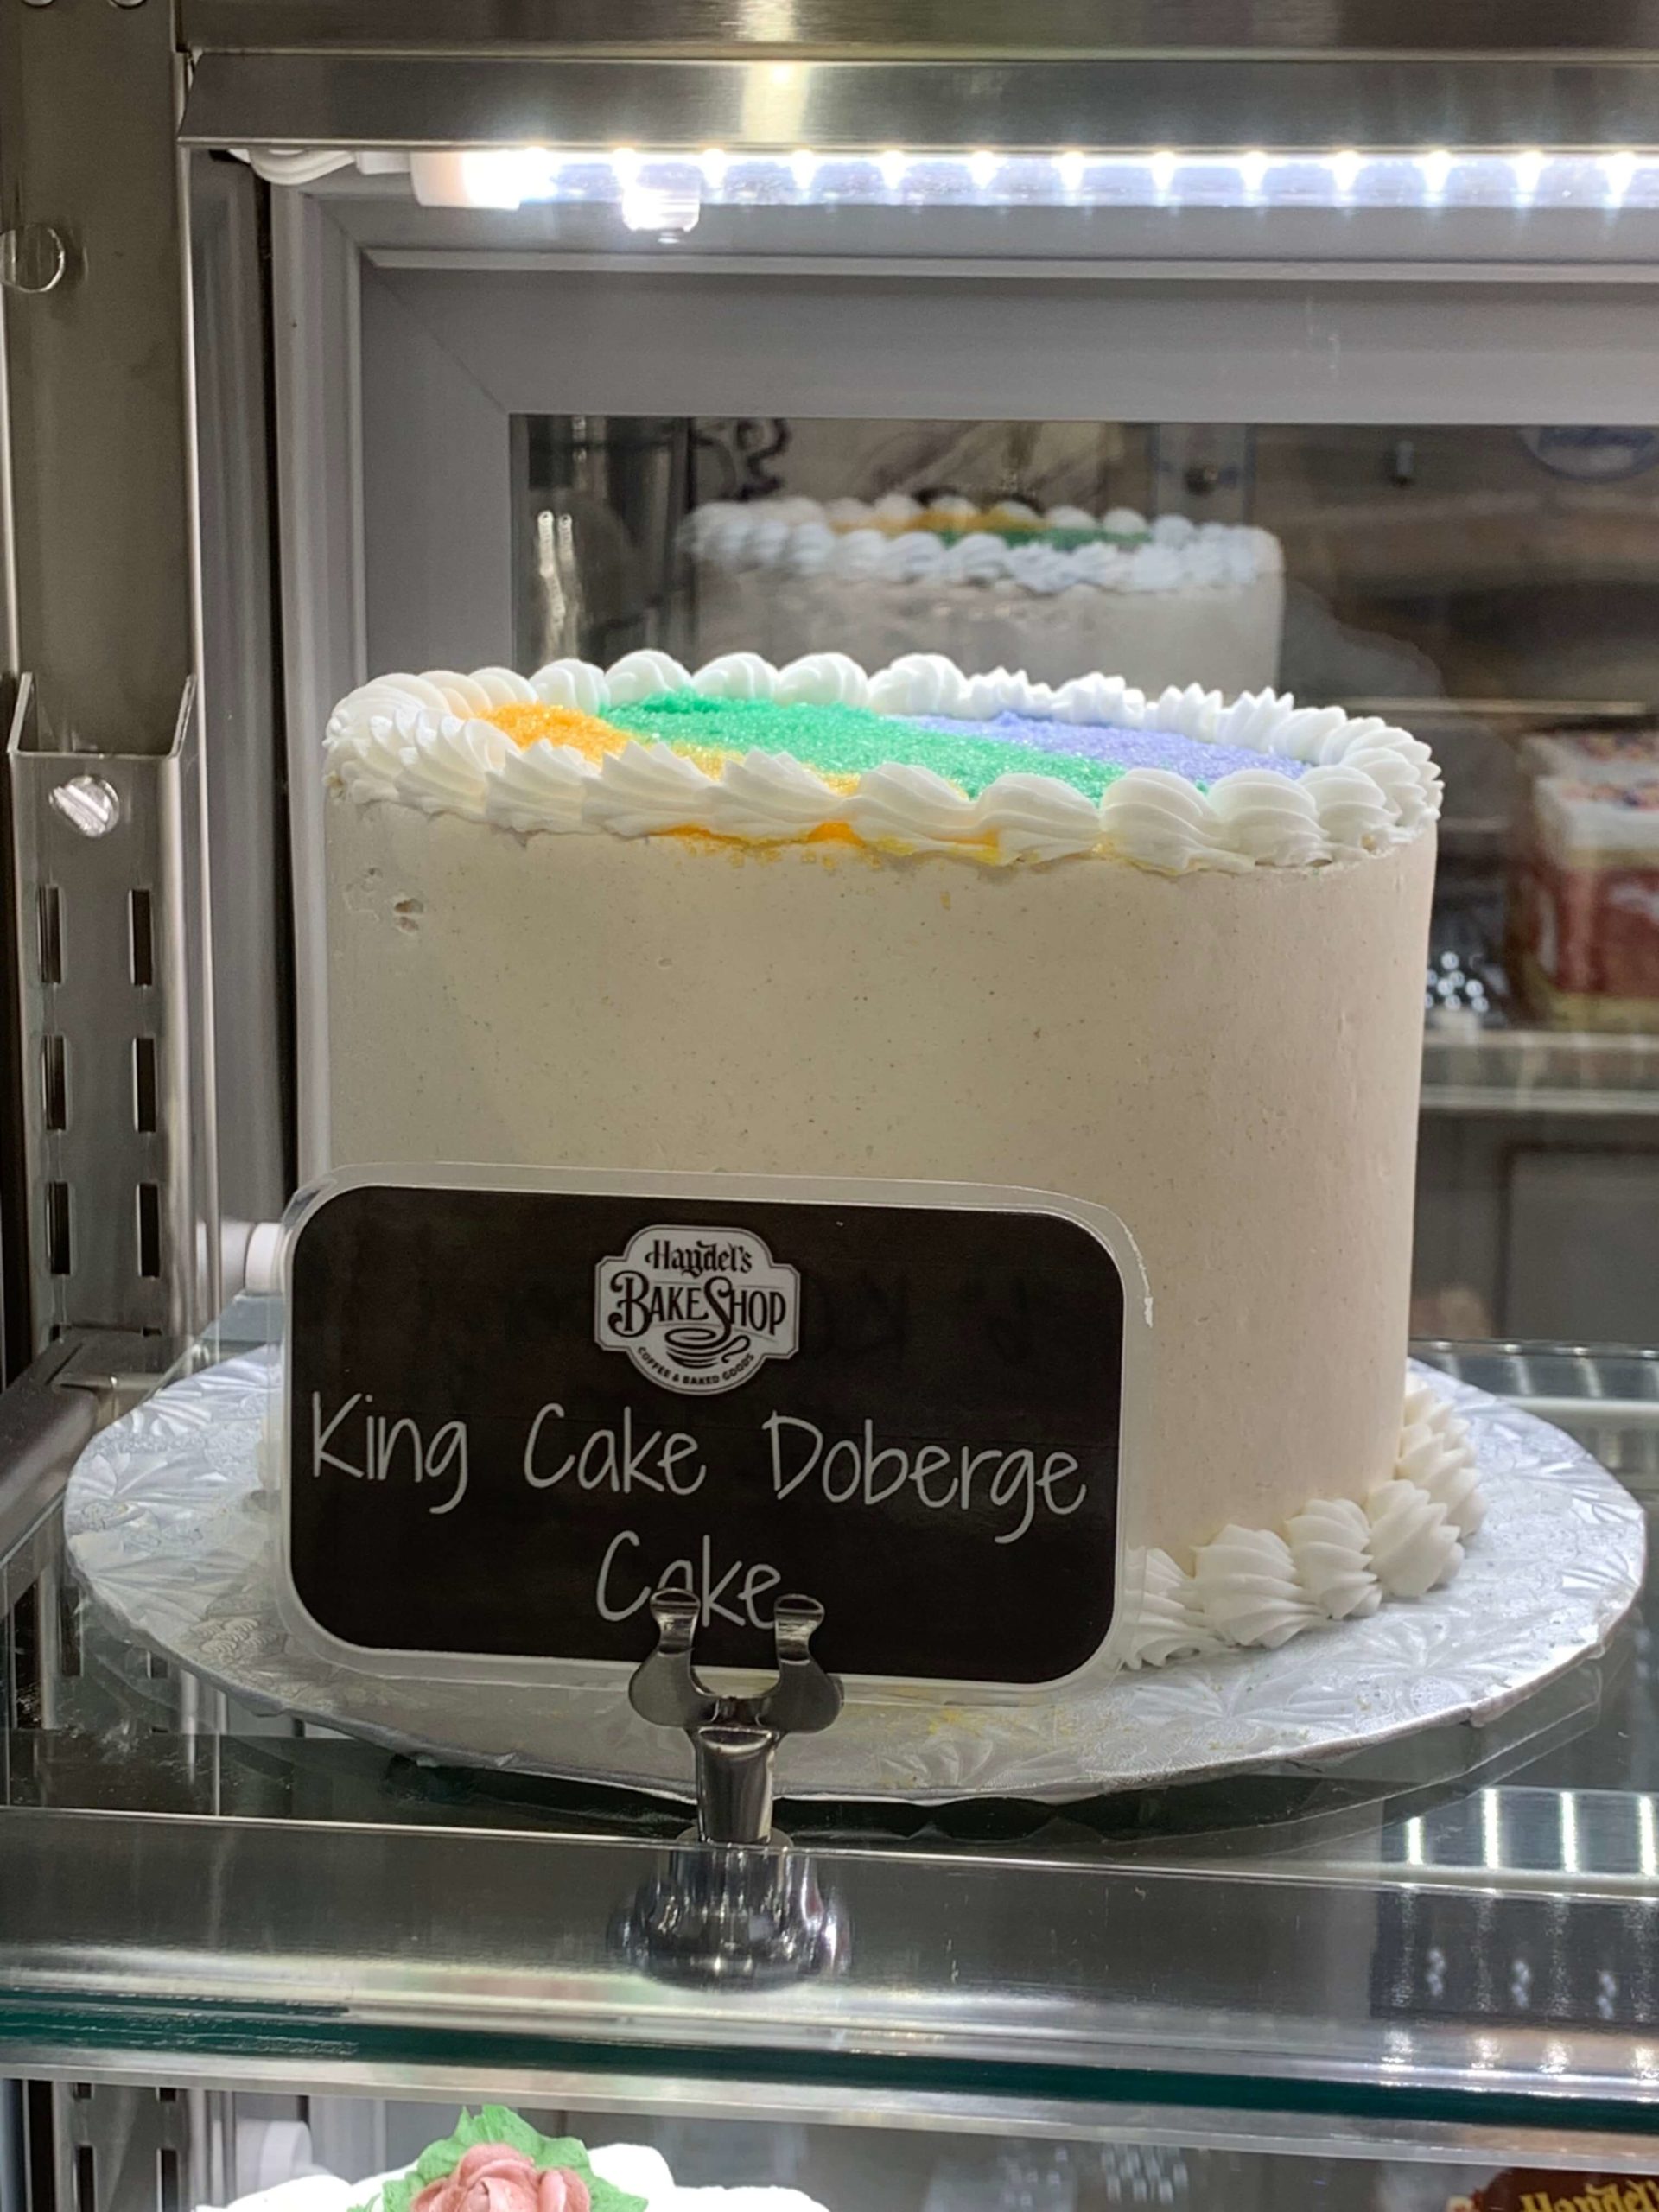 Haydel's
BAKE SHOP
COFFEE & BAKED GOODS
King Cake Doberge
Cake